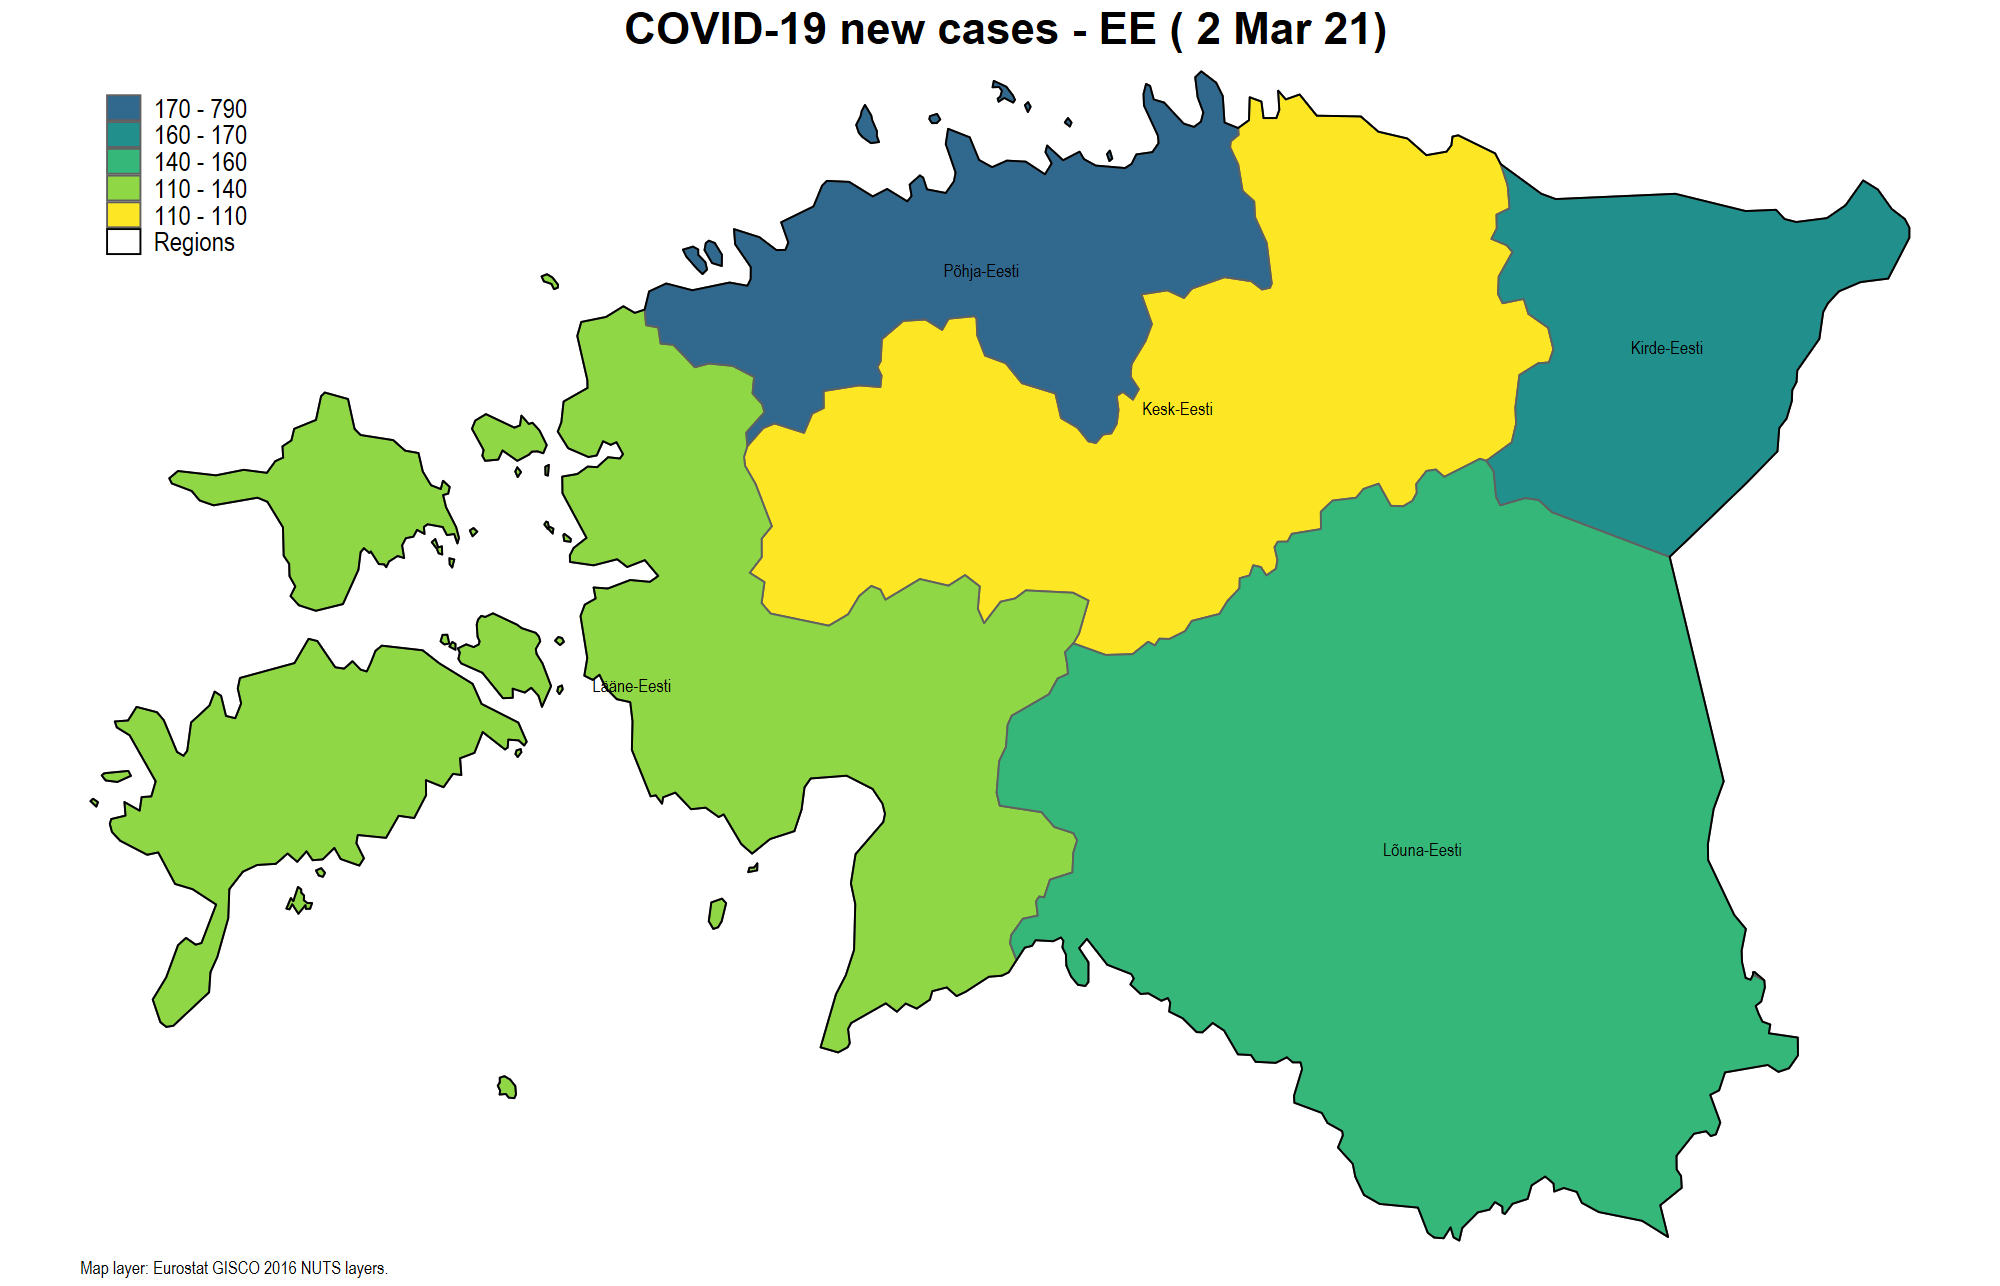 COVID-19 new cases - EE ( 2 Mar 21)
170 - 790
160 - 170
140 - 160
110 - 140
110 - 110
Regions
Põhja-Eesti
Kirde-Eesti
Kesk-Eesti
Lääne-Eesti
Lõuna-Eesti
Map layer: Eurostat GISCO 2016 NUTS layers.